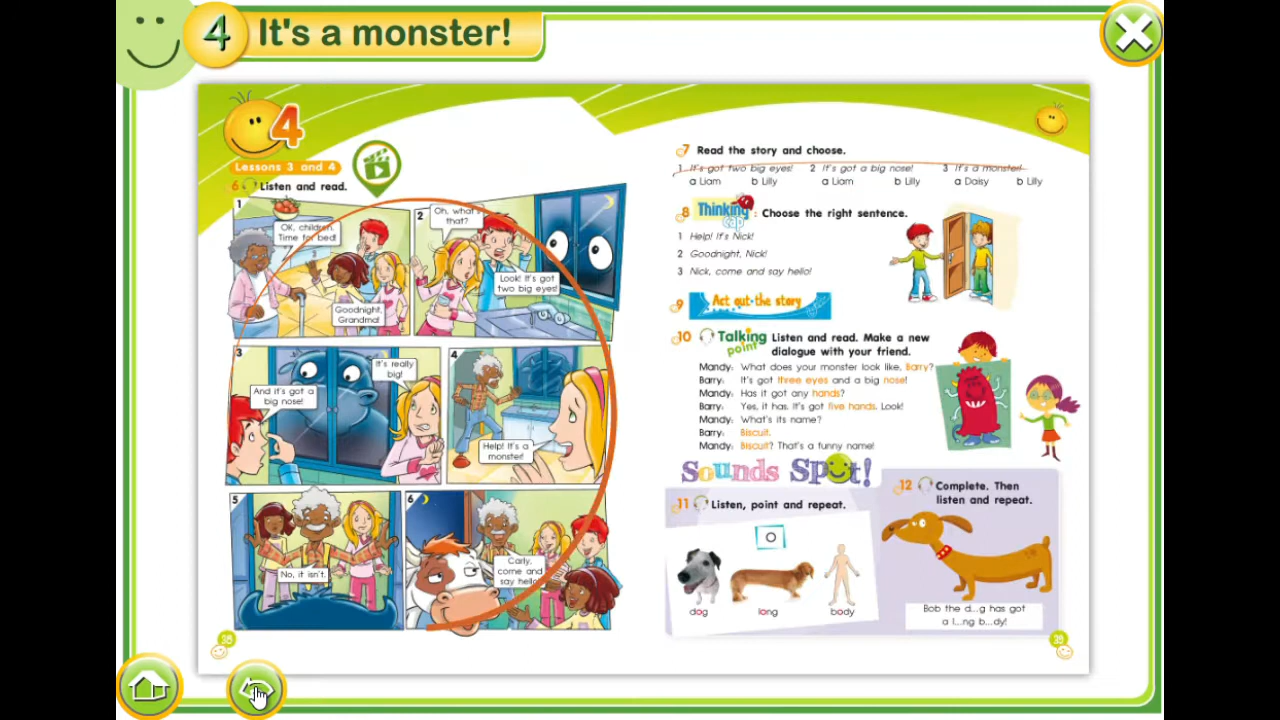 4 It's a monster!
4
Lessons 3 and 4
6 Listen and read.
1
OK, children.
Time for bed!
Goodnight,
Grandma!
2
Oh, what's
that?
Look! It's got
two big eyes!
3
And it's got a
big nose!
It's really
big!
4
Help! It's a
monster!
5
No, it isn't.
6
Carly,
come and
say hello!
38
7 Read the story and choose.
1 It's got two big eyes! 2 It's got a big nose! 3 It's a monster!
a Liam b Lilly a Liam b Lilly a Daisy b Lilly
8 Thinking cap : Choose the right sentence.
1 Help! It's Nick!
2 Goodnight, Nick!
3 Nick, come and say hello!
9 Act out the story
10 Talking point Listen and read. Make a new
dialogue with your friend.
Mandy: What does your monster look like, Barry?
Barry: It's got three eyes and a big nose!
Mandy: Has it got any hands?
Barry: Yes, it has. It's got five hands. Look!
Mandy: What's its name?
Barry: Biscuit.
Mandy: Biscuit? That's a funny name!
Sounds Spot!
11 Listen, point and repeat.
o
dog long body
12 Complete. Then
listen and repeat.
Bob the d...g has got
a l...ng b...dy!
39